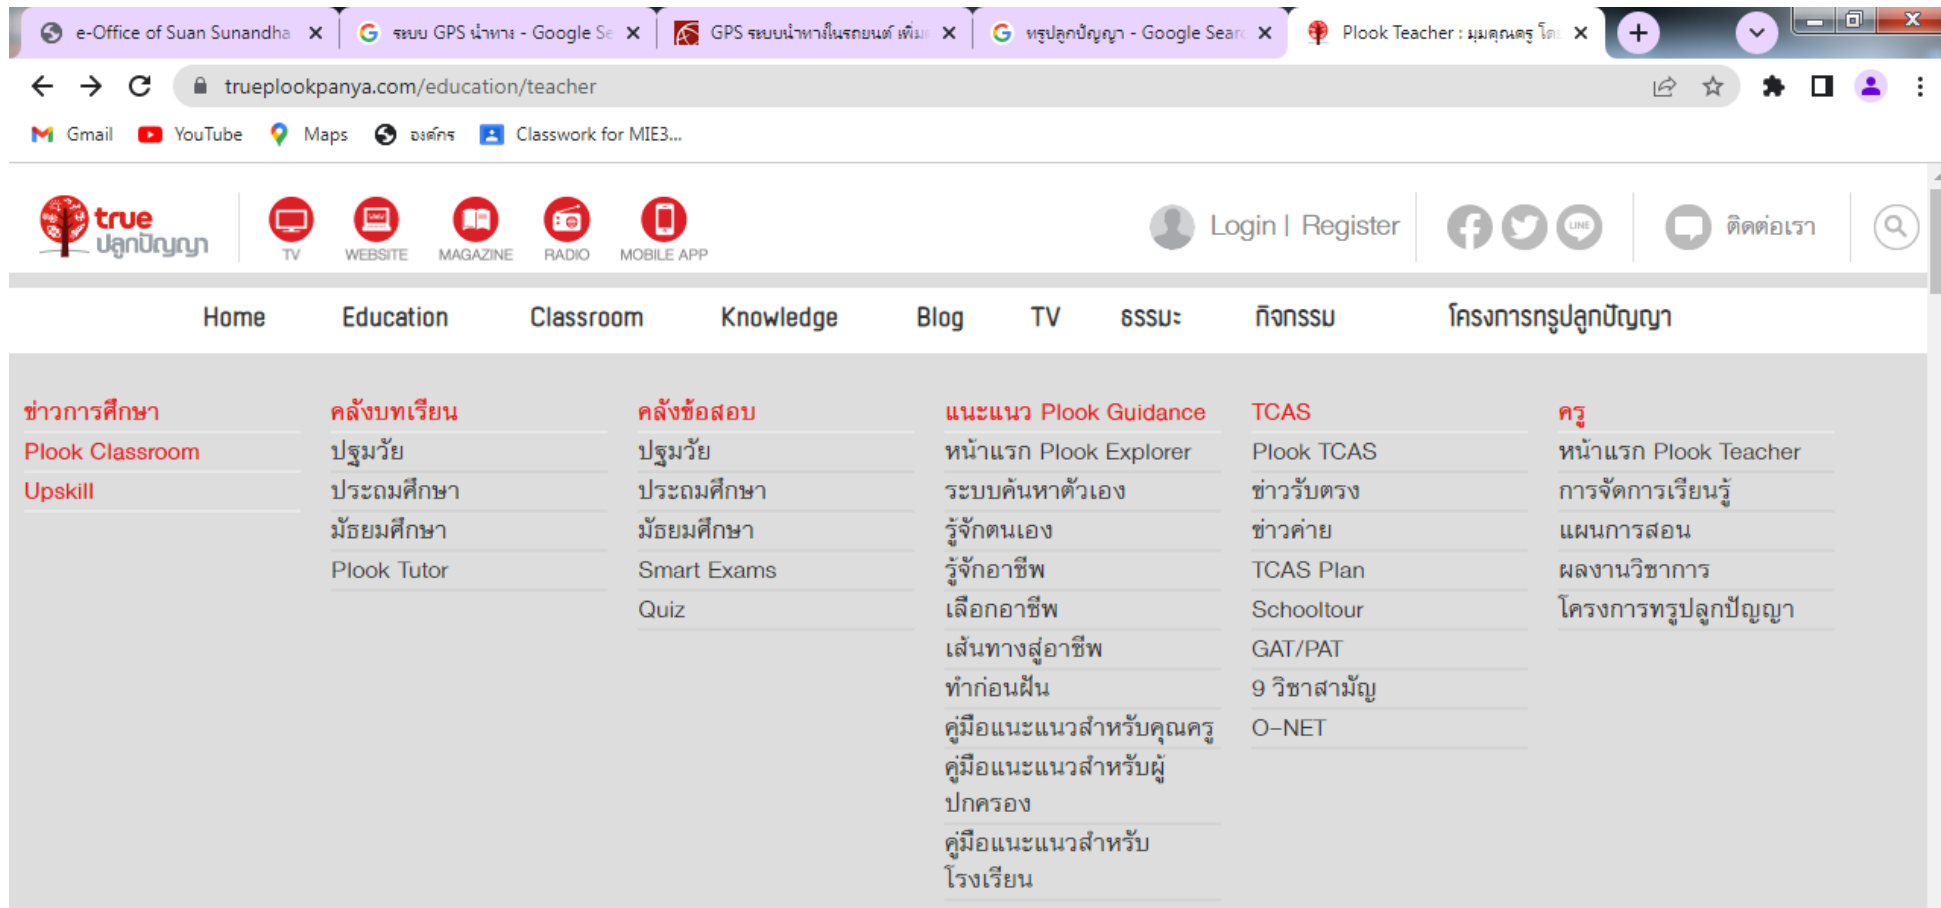 e-Office of Suan Sunandha
ระบบ GPS นำทาง - Google Se
GPS ระบบนำทางในรถยนต์ เพิ่ม
ทรูปลูกปัญญา - Google Searc
Plook Teacher : มุมคุณครู โดย
trueplookpanya.com/education/teacher
Gmail YouTube Maps องค์กร Classwork for MIE3...
true
ปลูกปัญญา
TV WEBSITE MAGAZINE RADIO MOBILE APP
Login | Register
LINE
ติดต่อเรา
Home Education Classroom Knowledge Blog TV ธรรมะ กิจกรรม โครงการทรูปลูกปัญญา
ข่าวการศึกษา
Plook Classroom
Upskill
คลังบทเรียน
ปฐมวัย
ประถมศึกษา
มัธยมศึกษา
Plook Tutor
คลังข้อสอบ
ปฐมวัย
ประถมศึกษา
มัธยมศึกษา
Smart Exams
Quiz
แนะแนว Plook Guidance
หน้าแรก Plook Explorer
ระบบค้นหาตัวเอง
รู้จักตนเอง
รู้จักอาชีพ
เลือกอาชีพ
เส้นทางสู่อาชีพ
ทำก่อนฝัน
คู่มือแนะแนวสำหรับคุณครู
คู่มือแนะแนวสำหรับผู้
ปกครอง
คู่มือแนะแนวสำหรับ
โรงเรียน
TCAS
Plook TCAS
ข่าวรับตรง
ข่าวค่าย
TCAS Plan
Schooltour
GAT/PAT
9 วิชาสามัญ
O-NET
ครู
หน้าแรก Plook Teacher
การจัดการเรียนรู้
แผนการสอน
ผลงานวิชาการ
โครงการทรูปลูกปัญญา